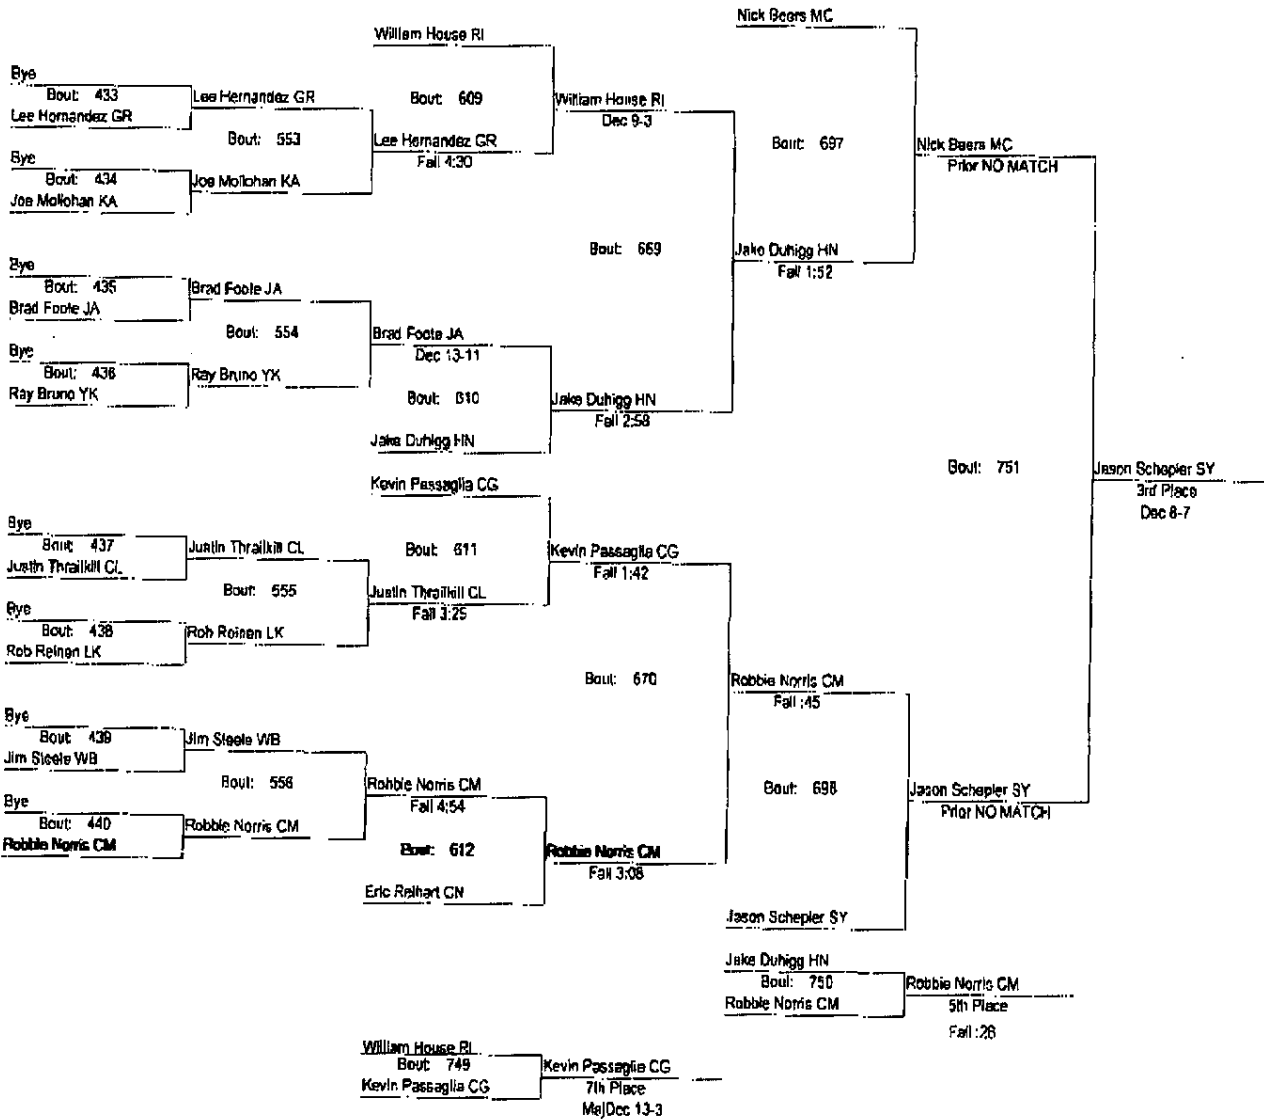 Nick Beers MC
William House RI
Bye
Bout: 433
Lee Hernandez GR
Lee Hernandez GR
Bout: 609
William House RI
Dec 9-3
Bout: 553
Lee Hernandez GR
Fall 4:30
Bout: 697
Nick Beers MC
Prior NO MATCH
Bye
Bout: 434
Joe Mollohan KA
Joe Mollohan KA
Bout: 669
Jake Duhigg HN
Fall 1:52
Bye
Bout: 435
Brad Foote JA
Brad Foote JA
Bout: 554
Brad Foote JA
Dec 13-11
Bye
Bout: 436
Ray Bruno YK
Ray Bruno YK
Bout: 610
Jake Duhigg HN
Fall 2:58
Jake Duhigg HN
Bout: 751
Jason Schepler SY
3rd Place
Dec 8-7
Kevin Passaglia CG
Bye
Bout: 437
Justin Thrailkill CL
Justin Thrailkill CL
Bout: 611
Kevin Passaglia CG
Fall 1:42
Bout: 555
Justin Thrailkill CL
Fall 3:25
Bye
Bout: 438
Rob Reinen LK
Rob Reinen LK
Bout: 670
Robbie Norris CM
Fall :45
Bye
Bout: 439
Jim Steele WB
Jim Steele WB
Bout: 556
Robbie Norris CM
Fall 4:54
Bout: 698
Jason Schepler SY
Prior NO MATCH
Bye
Bout: 440
Robbie Norris CM
Robbie Norris CM
Bout: 612
Robbie Norris CM
Fall 3:08
Eric Reihart CN
Jason Schepler SY
Jake Duhigg HN
Bout: 750
Robbie Norris CM
Robbie Norris CM
5th Place
Fall :26
William House RI
Bout: 749
Kevin Passaglia CG
Kevin Passaglia CG
7th Place
MajDec 13-3